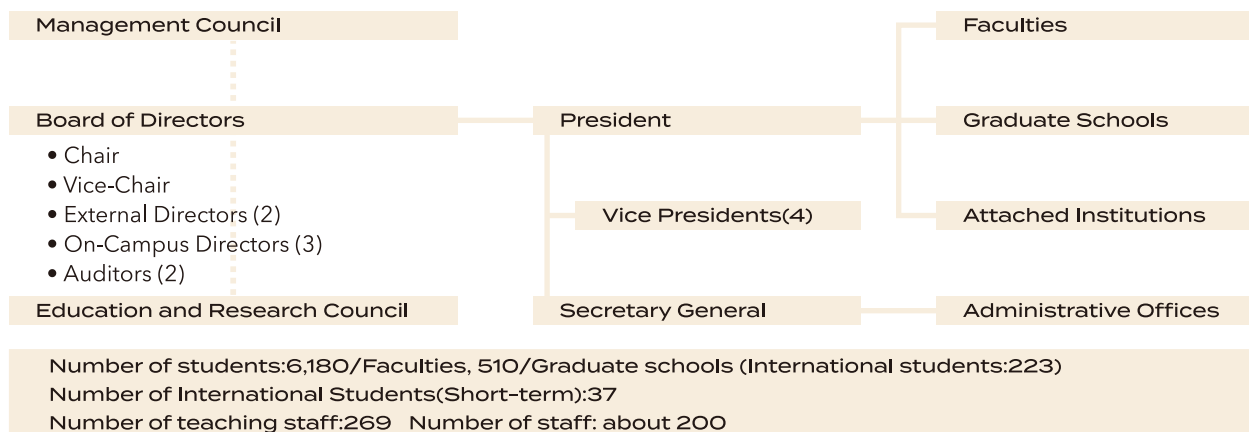 Management Council
Board of Directors
• Chair
• Vice-Chair
• External Directors (2)
• On-Campus Directors (3)
• Auditors (2)
Education and Research Council
President
Vice Presidents(4)
Secretary General
Faculties
Graduate Schools
Attached Institutions
Administrative Offices
Number of students:6,180/Faculties, 510/Graduate schools (International students:223)
Number of International Students(Short-term):37
Number of teaching staff:269 Number of staff: about 200